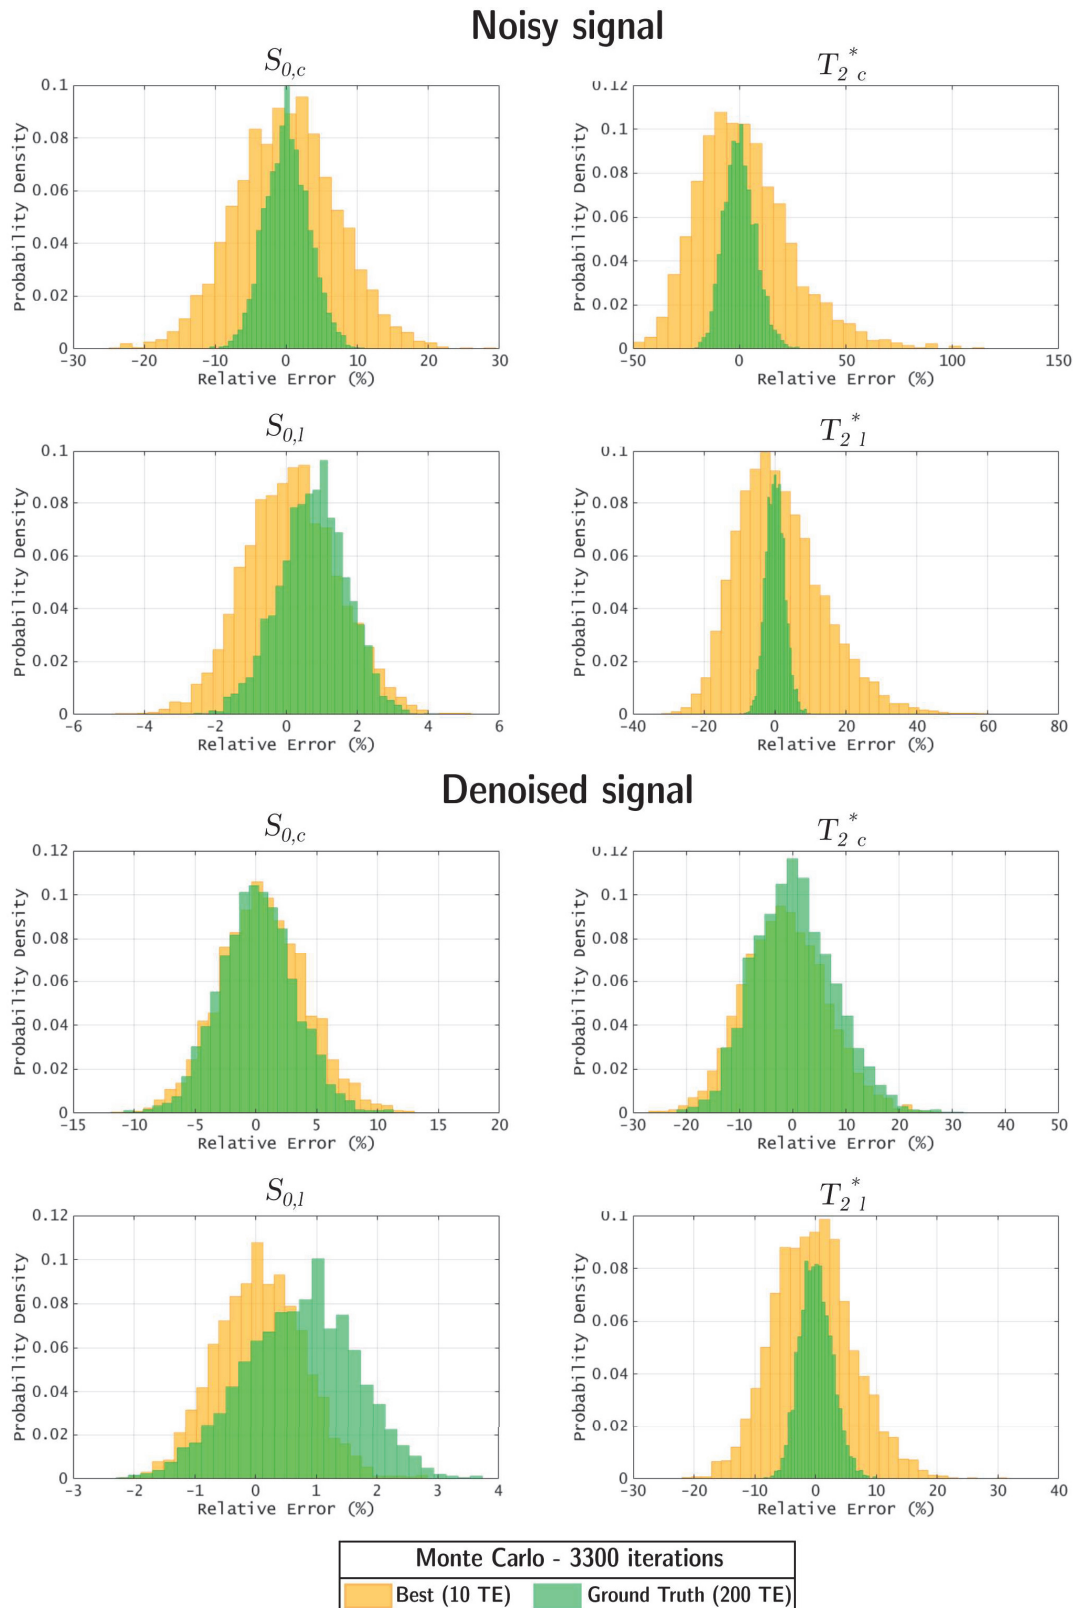 Noisy signal
S0,c
T2*c
Probability Density
0.1
0.08
0.06
0.04
0.02
0
-30 -20 -10 0 10 20 30
Relative Error (%)
Probability Density
0.12
0.1
0.08
0.06
0.04
0.02
0
-50 0 50 100 150
Relative Error (%)
S0,l
T2*l
Probability Density
0.1
0.08
0.06
0.04
0.02
0
-6 -4 -2 0 2 4 6
Relative Error (%)
Probability Density
0.1
0.08
0.06
0.04
0.02
0
-40 -20 0 20 40 60 80
Relative Error (%)
Denoised signal
S0,c
T2*c
Probability Density
0.12
0.1
0.08
0.06
0.04
0.02
0
-15 -10 -5 0 5 10 15 20
Relative Error (%)
Probability Density
0.12
0.1
0.08
0.06
0.04
0.02
0
-30 -20 -10 0 10 20 30 40 50
Relative Error (%)
S0,l
T2*l
Probability Density
0.12
0.1
0.08
0.06
0.04
0.02
0
-3 -2 -1 0 1 2 3 4
Relative Error (%)
Probability Density
0.1
0.08
0.06
0.04
0.02
0
-30 -20 -10 0 10 20 30 40
Relative Error (%)
Monte Carlo - 3300 iterations
Best (10 TE) Ground Truth (200 TE)